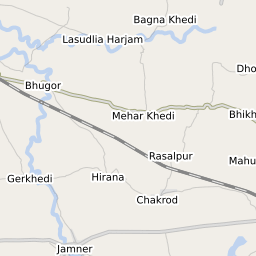 Bagna Khedi
Lasudlia Harjam
Dho
Bhugor
Mehar Khedi
Bhikh
Rasalpur
Mahu
Gerkhedi
Hirana
Chakrod
Jamner